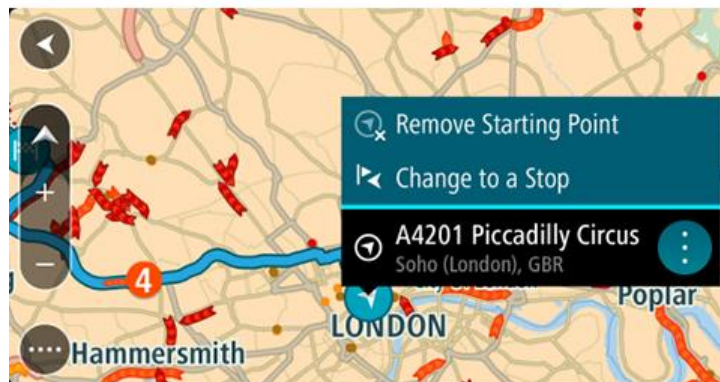 Remove Starting Point
Change to a Stop
A4201 Piccadilly Circus
Soho (London), GBR
4
Poplar
LONDON
Hammersmith